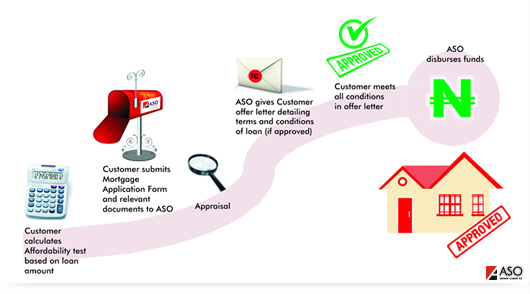 Customer
calculates
Affordability test
based on loan
amount
ASO
Customer submits
Mortgage
Application Form
and relevant
documents to ASO
Appraisal
ASO gives Customer
offer letter detailing
terms and conditions
of loan (if approved)
APPROVED
Customer meets
all conditions
in offer letter
ASO
disburses funds
₦
APPROVED
ASO